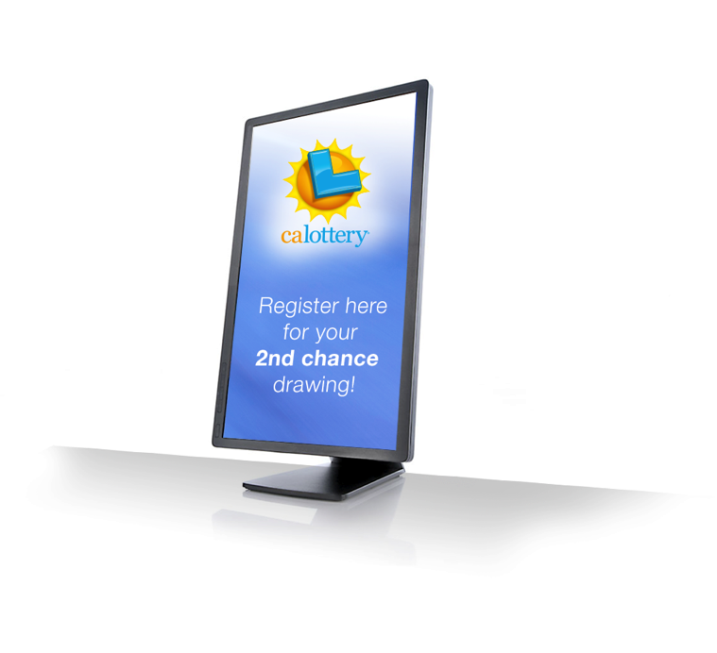 calottery
Register here
for your
2nd chance
drawing!